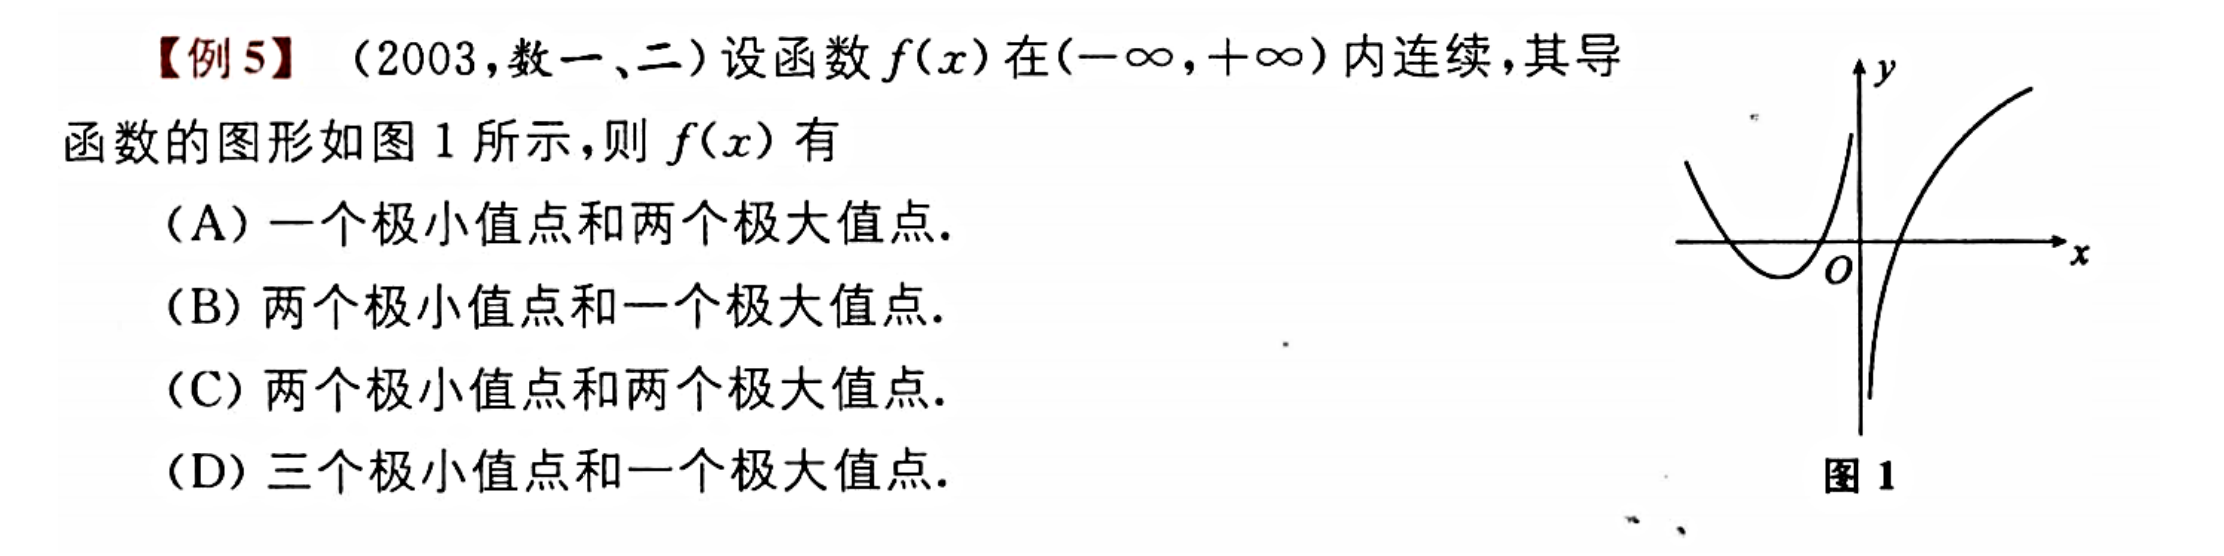 【例5】 (2003,数一、二)设函数 f(x) 在(-∞,+∞) 内连续,其导
函数的图形如图 1 所示,则 f(x) 有
(A) 一个极小值点和两个极大值点.
(B) 两个极小值点和一个极大值点.
(C) 两个极小值点和两个极大值点.
(D) 三个极小值点和一个极大值点.
y
x
O
图 1